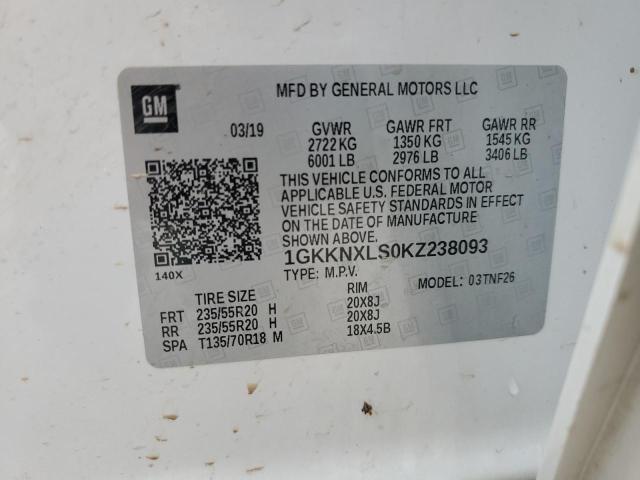 GM
MFD BY GENERAL MOTORS LLC
03/19 GVWR GAWR FRT GAWR RR
2722 KG 1350 KG 1545 KG
6001 LB 2976 LB 3406 LB
THIS VEHICLE CONFORMS TO ALL
APPLICABLE U.S. FEDERAL MOTOR
VEHICLE SAFETY STANDARDS IN EFFECT
ON THE DATE OF MANUFACTURE
SHOWN ABOVE.
1GKKNXLS0KZ238093
140X
TYPE: M.P.V. MODEL: 03TNF26
TIRE SIZE RIM
FRT 235/55R20 H 20X8J
RR 235/55R20 H 20X8J
SPA T135/70R18 M 18X4.5B